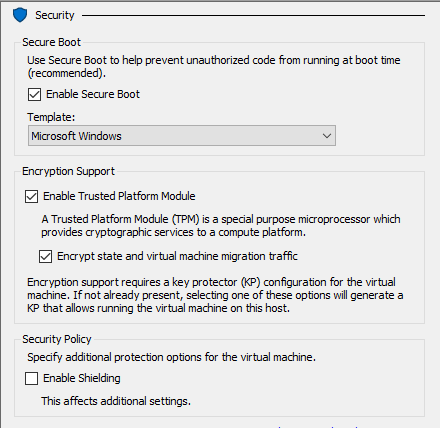 Security
Secure Boot
Use Secure Boot to help prevent unauthorized code from running at boot time
(recommended).
Enable Secure Boot
Template:
Microsoft Windows
Encryption Support
Enable Trusted Platform Module
A Trusted Platform Module (TPM) is a special purpose microprocessor which
provides cryptographic services to a compute platform.
Encrypt state and virtual machine migration traffic
Encryption support requires a key protector (KP) configuration for the virtual
machine. If not already present, selecting one of these options will generate a
KP that allows running the virtual machine on this host.
Security Policy
Specify additional protection options for the virtual machine.
Enable Shielding
This affects additional settings.